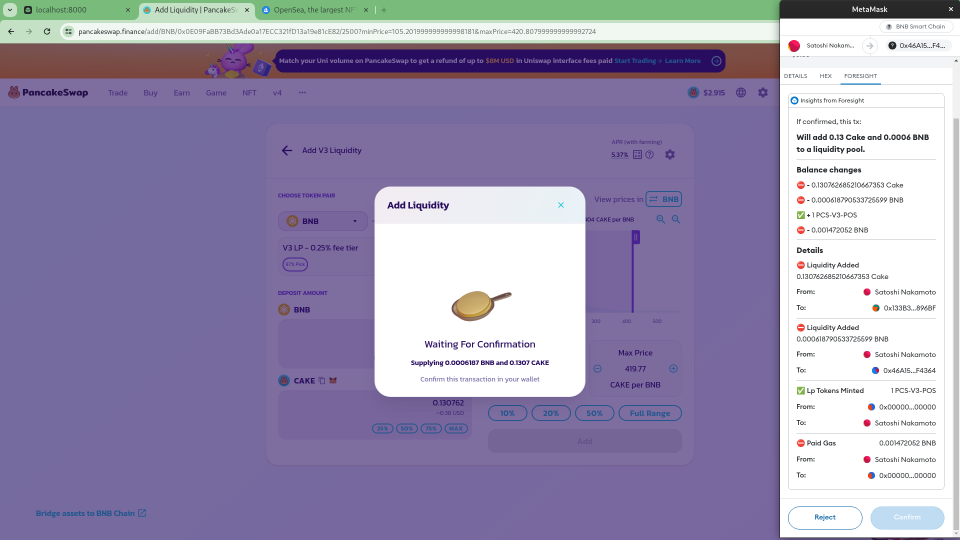 localhost:8000
Add Liquidity | PancakeS
OpenSea, the largest NF
pancakeswap.finance/add/BNB/0x0E09FaBB73Bd3Ade0a17ECC321fD13a19e81cE82/2500?minPrice=105.20199999999998181&maxPrice=420.807999999999992724
Match your Uni volume on PancakeSwap to get a refund of up to $8M USD in Uniswap interface fees paid Start Trading Learn More
PancakeSwap
Trade
Buy
Earn
Game
NFT
v4
$2.915
Add V3 Liquidity
APR (with farming)
5.37%
CHOOSE TOKEN PAIR
View prices in
BNB
BNB
CAKE per BNB
V3 LP - 0.25% fee tier
67% Pick
DEPOSIT AMOUNT
BNB
300
400
500
Max Price
419.77
CAKE per BNB
CAKE
0.130762
~0.36 USD
25%
50%
75%
MAX
10%
20%
50%
Full Range
Add
Bridge assets to BNB Chain
Add Liquidity
Waiting For Confirmation
Supplying 0.0006187 BNB and 0.1307 CAKE
Confirm this transaction in your wallet
MetaMask
BNB Smart Chain
Satoshi Nakam...
0x46A15...F4...
DETAILS
HEX
FORESIGHT
Insights from Foresight
If confirmed, this tx:
Will add 0.13 Cake and 0.0006 BNB
to a liquidity pool.
Balance changes
⛔ - 0.130762685210667353 Cake
⛔ - 0.000618790533725599 BNB
✅ + 1 PCS-V3-POS
⛔ - 0.001472052 BNB
Details
⛔ Liquidity Added
0.130762685210667353 Cake
From: Satoshi Nakamoto
To: 0x133B3...896BF
⛔ Liquidity Added
0.000618790533725599 BNB
From: Satoshi Nakamoto
To: 0x46A15...F4364
✅ Lp Tokens Minted 1 PCS-V3-POS
From: 0x00000...00000
To: Satoshi Nakamoto
⛔ Paid Gas 0.001472052 BNB
From: Satoshi Nakamoto
To: 0x00000...00000
Reject
Confirm